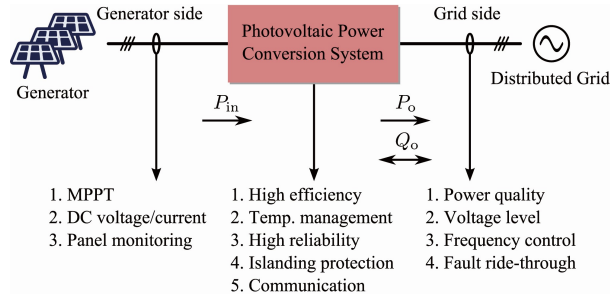 Generator side
Photovoltaic Power
Conversion System
Grid side
Generator
Distributed Grid
Pin
Po
Qo
1. MPPT
2. DC voltage/current
3. Panel monitoring
1. High efficiency
2. Temp. management
3. High reliability
4. Islanding protection
5. Communication
1. Power quality
2. Voltage level
3. Frequency control
4. Fault ride-through